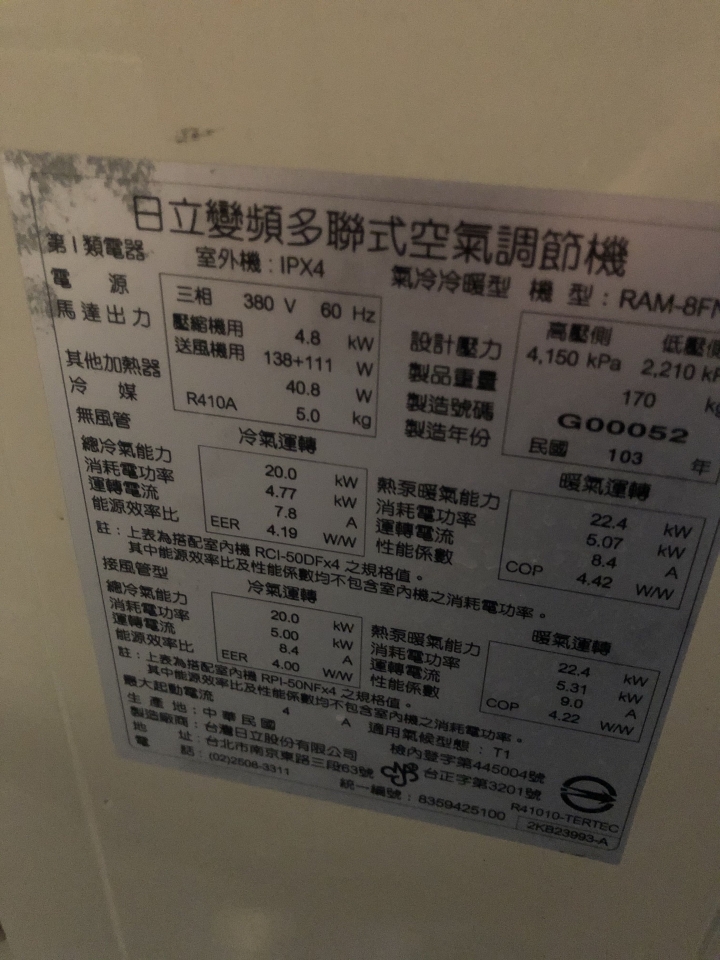 日立變頻多聯式空氣調節機
第I類電器 室外機：IPX4 氣冷冷暖型 機型：RAM-8FN
電源 三相 380 V 60 Hz
馬達出力 壓縮機用 4.8 kW
送風機用 138+111 W
其他加熱器 40.8 W
冷媒 R410A 5.0 kg
高壓側 低壓側
設計壓力 4,150 kPa 2,210 kP
製品重量 170 kg
製造號碼 G00052
製造年份 民國 103 年
無風管 冷氣運轉 暖氣運轉
總冷氣能力 20.0 kW 熱泵暖氣能力 22.4 kW
消耗電功率 4.77 kW 消耗電功率 5.07 kW
運轉電流 7.8 A 運轉電流 8.4 A
能源效率比 EER 4.19 W/W 性能係數 COP 4.42 W/W
註：上表為搭配室內機 RCI-50DFx4 之規格值。
其中能源效率比及性能係數均不包含室內機之消耗電功率。
接風管型 冷氣運轉 暖氣運轉
總冷氣能力 20.0 kW 熱泵暖氣能力 22.4 kW
消耗電功率 5.00 kW 消耗電功率 5.31 kW
運轉電流 8.4 A 運轉電流 9.0 A
能源效率比 EER 4.00 W/W 性能係數 COP 4.22 W/W
註：上表為搭配室內機 RPI-50NFx4 之規格值。
其中能源效率比及性能係數均不包含室內機之消耗電功率。
最大起動電流 4 A 適用氣候型態：T1
生產地：中華民國 檢內登字第445004號
製造廠商：台灣日立股份有限公司 台正字第3201號
地址：台北市南京東路三段63號
電話：(02)2508-3311 統一編號：8359425100
R41010-TERTEC
2KB23993-A